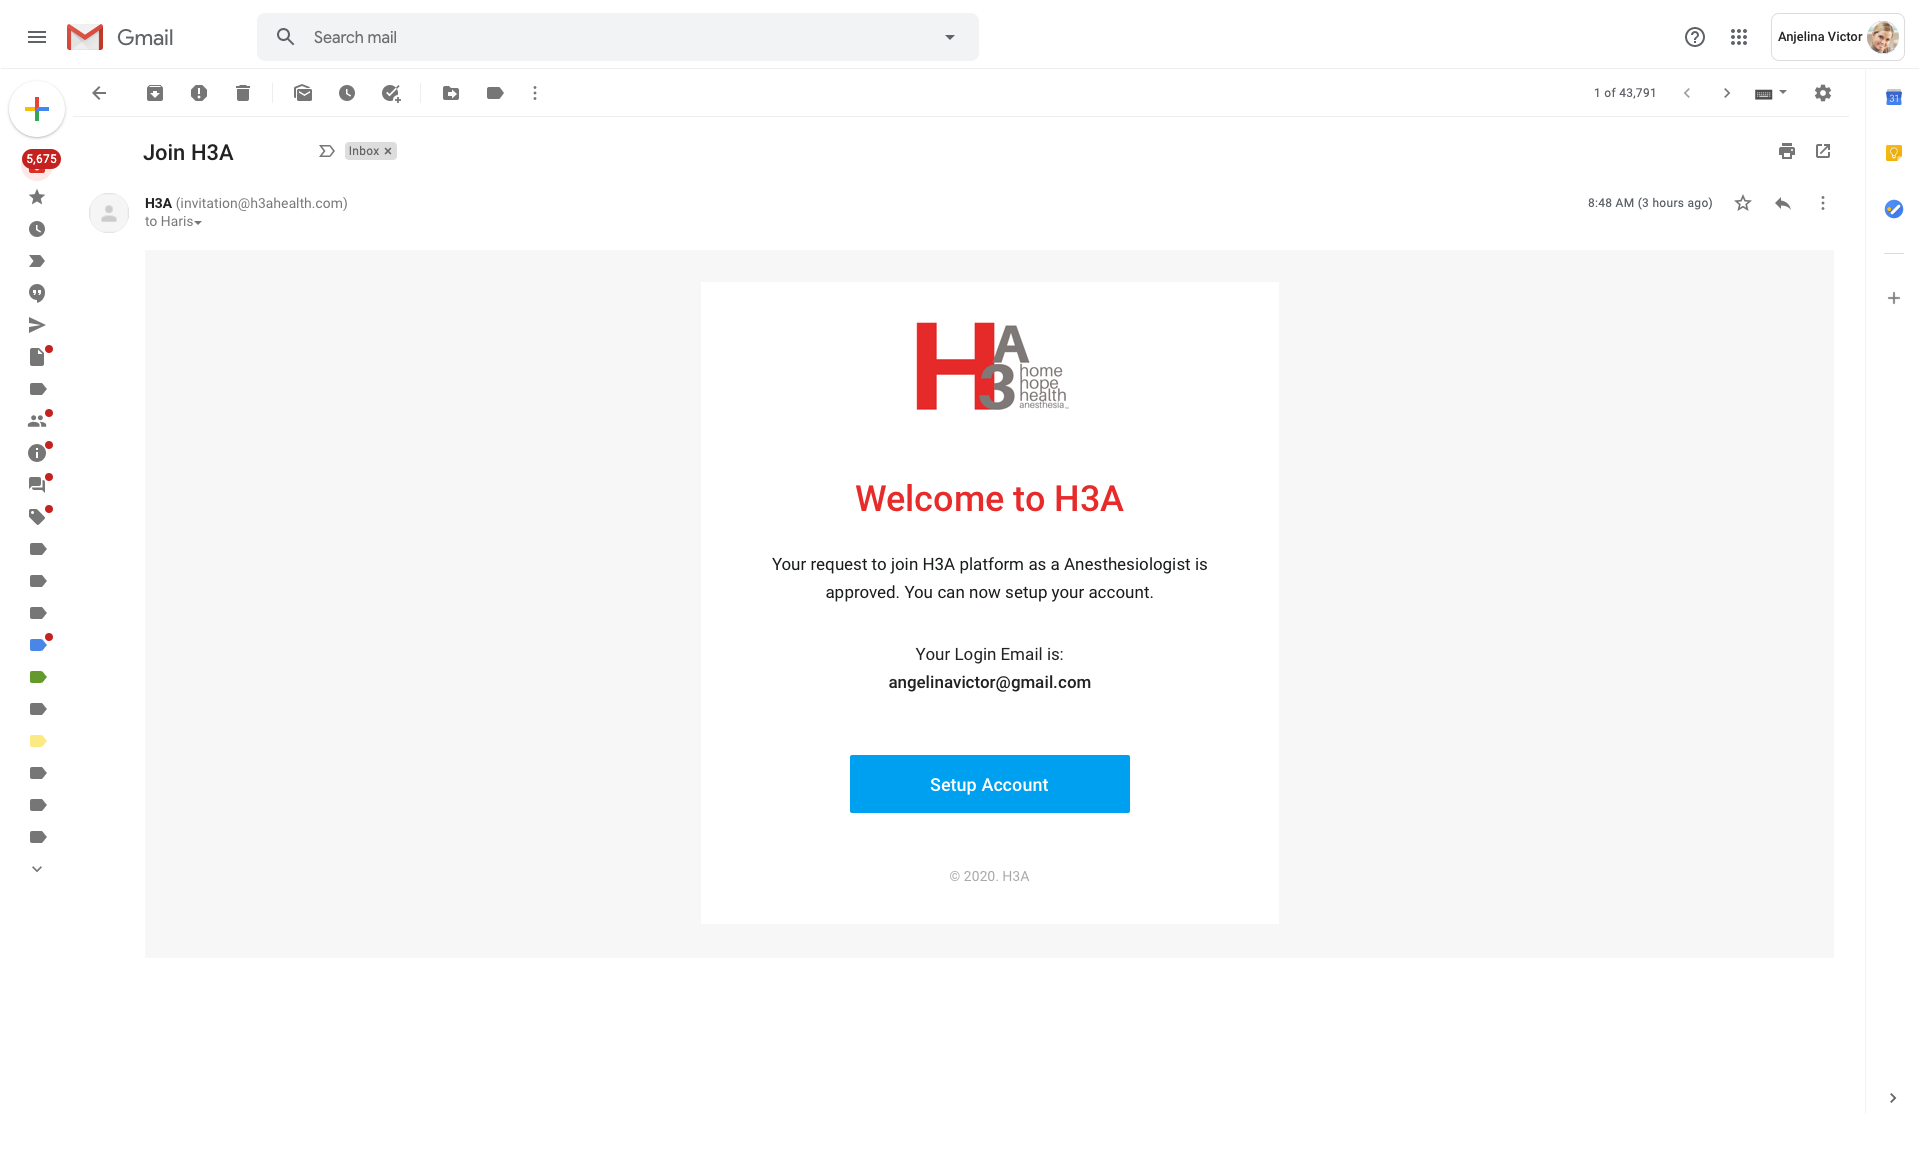 Gmail
Search mail
Anjelina Victor
1 of 43,791
31
5,675
Join H3A
Inbox ×
H3A (invitation@h3ahealth.com)
8:48 AM (3 hours ago)
to Haris
HA3
home
hope
health
anesthesia
Welcome to H3A
Your request to join H3A platform as a Anesthesiologist is
approved. You can now setup your account.
Your Login Email is:
angelinavictor@gmail.com
Setup Account
© 2020. H3A